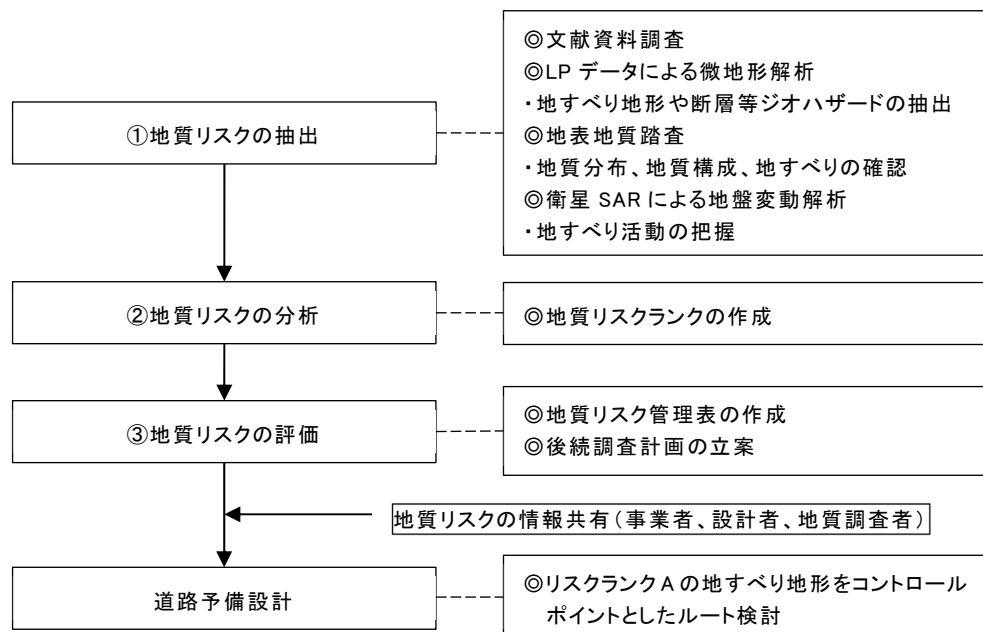 ①地質リスクの抽出
◎文献資料調査
◎LP データによる微地形解析
・地すべり地形や断層等ジオハザードの抽出
◎地表地質踏査
・地質分布、地質構成、地すべりの確認
◎衛星 SAR による地盤変動解析
・地すべり活動の把握
②地質リスクの分析
◎地質リスクランクの作成
③地質リスクの評価
◎地質リスク管理表の作成
◎後続調査計画の立案
地質リスクの情報共有(事業者、設計者、地質調査者)
道路予備設計
◎リスクランク A の地すべり地形をコントロール
ポイントとしたルート検討